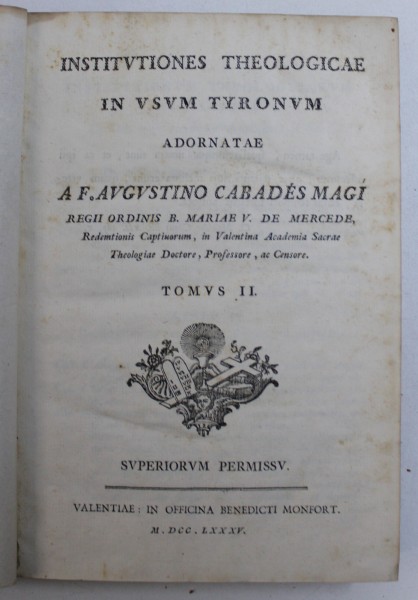 INSTITVTIONES THEOLOGICAE
IN VSVM TYRONVM
ADORNATAE
A F. AVGVSTINO CABADÉS MAGÍ
REGII ORDINIS B. MARIAE V. DE MERCEDE,
Redemtionis Captiuorum, in Valentina Academia Sacrae
Theologiae Doctore, Professore, ac Censore.
TOMVS II.
SVPERIORVM PERMISSV.
VALENTIAE: IN OFFICINA BENEDICTI MONFORT.
M. DCC. LXXXV.